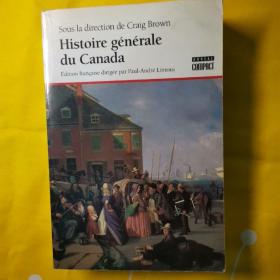 Sous la direction de Craig Brown
Histoire générale
du Canada
Édition française dirigée par Paul-André Linteau
BORÉAL
COMPACT